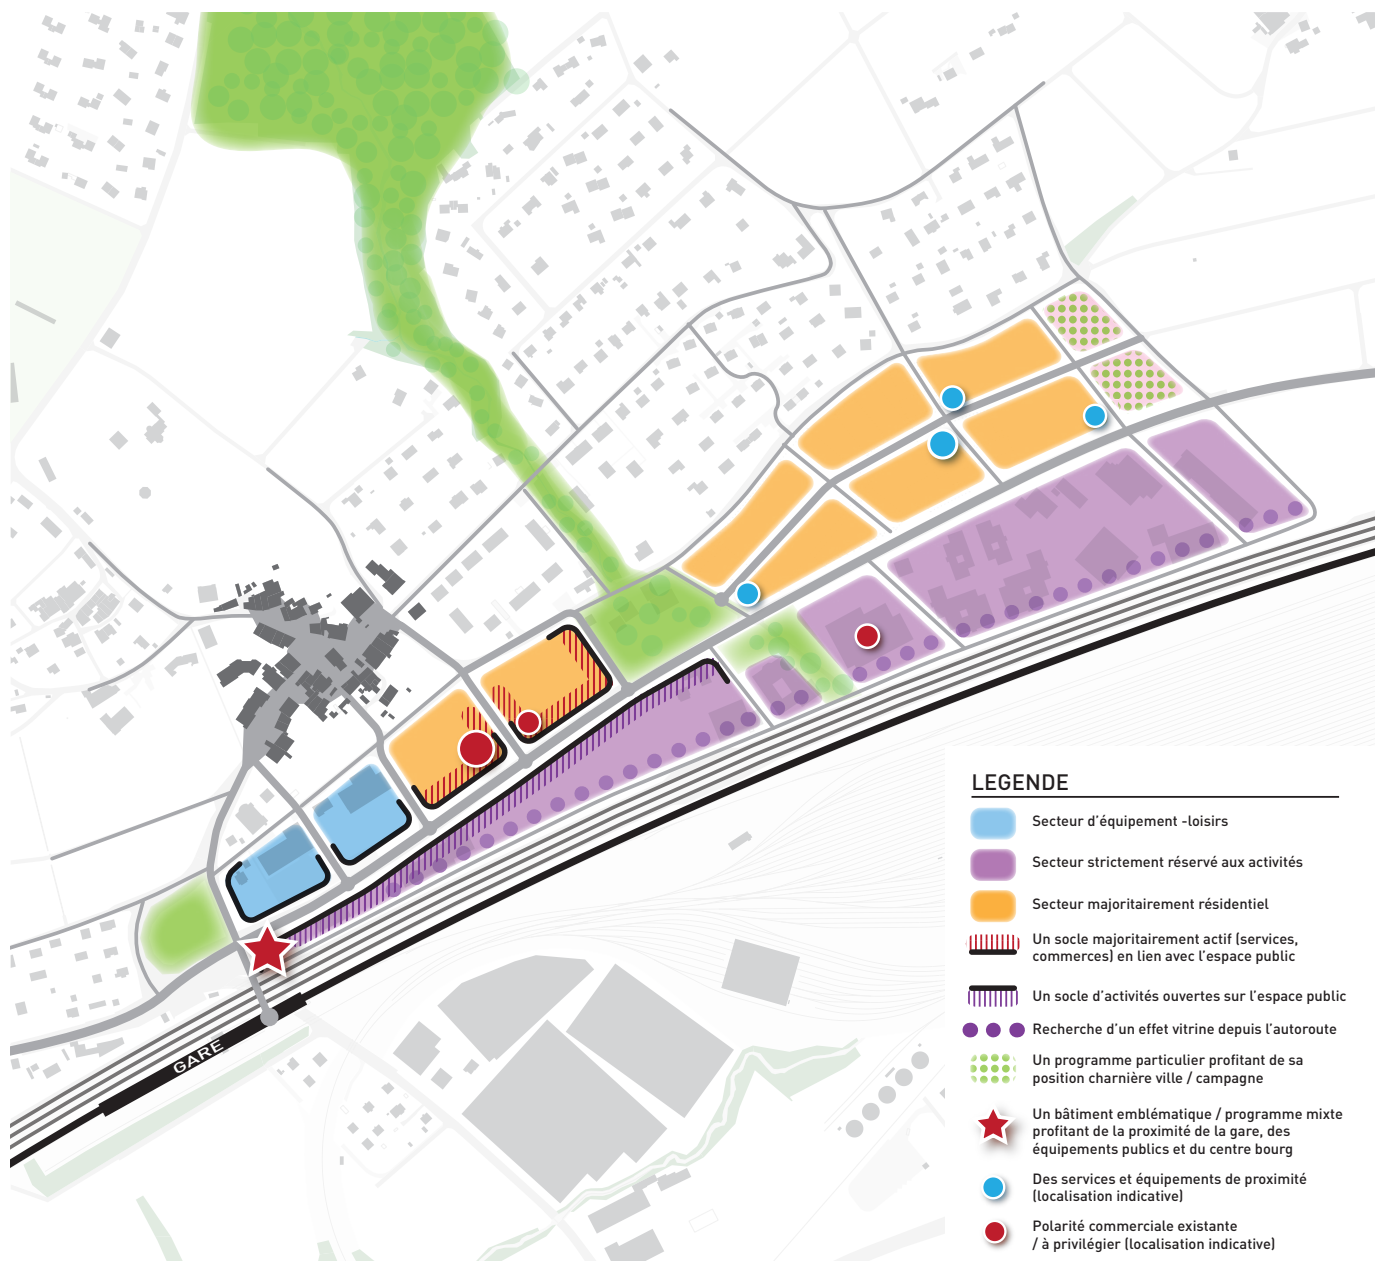 GARE
LEGENDE
Secteur d'équipement -loisirs
Secteur strictement réservé aux activités
Secteur majoritairement résidentiel
Un socle majoritairement actif (services,
commerces) en lien avec l'espace public
Un socle d'activités ouvertes sur l'espace public
Recherche d'un effet vitrine depuis l'autoroute
Un programme particulier profitant de sa
position charnière ville / campagne
Un bâtiment emblématique / programme mixte
profitant de la proximité de la gare, des
équipements publics et du centre bourg
Des services et équipements de proximité
(localisation indicative)
Polarité commerciale existante
/ à privilégier (localisation indicative)